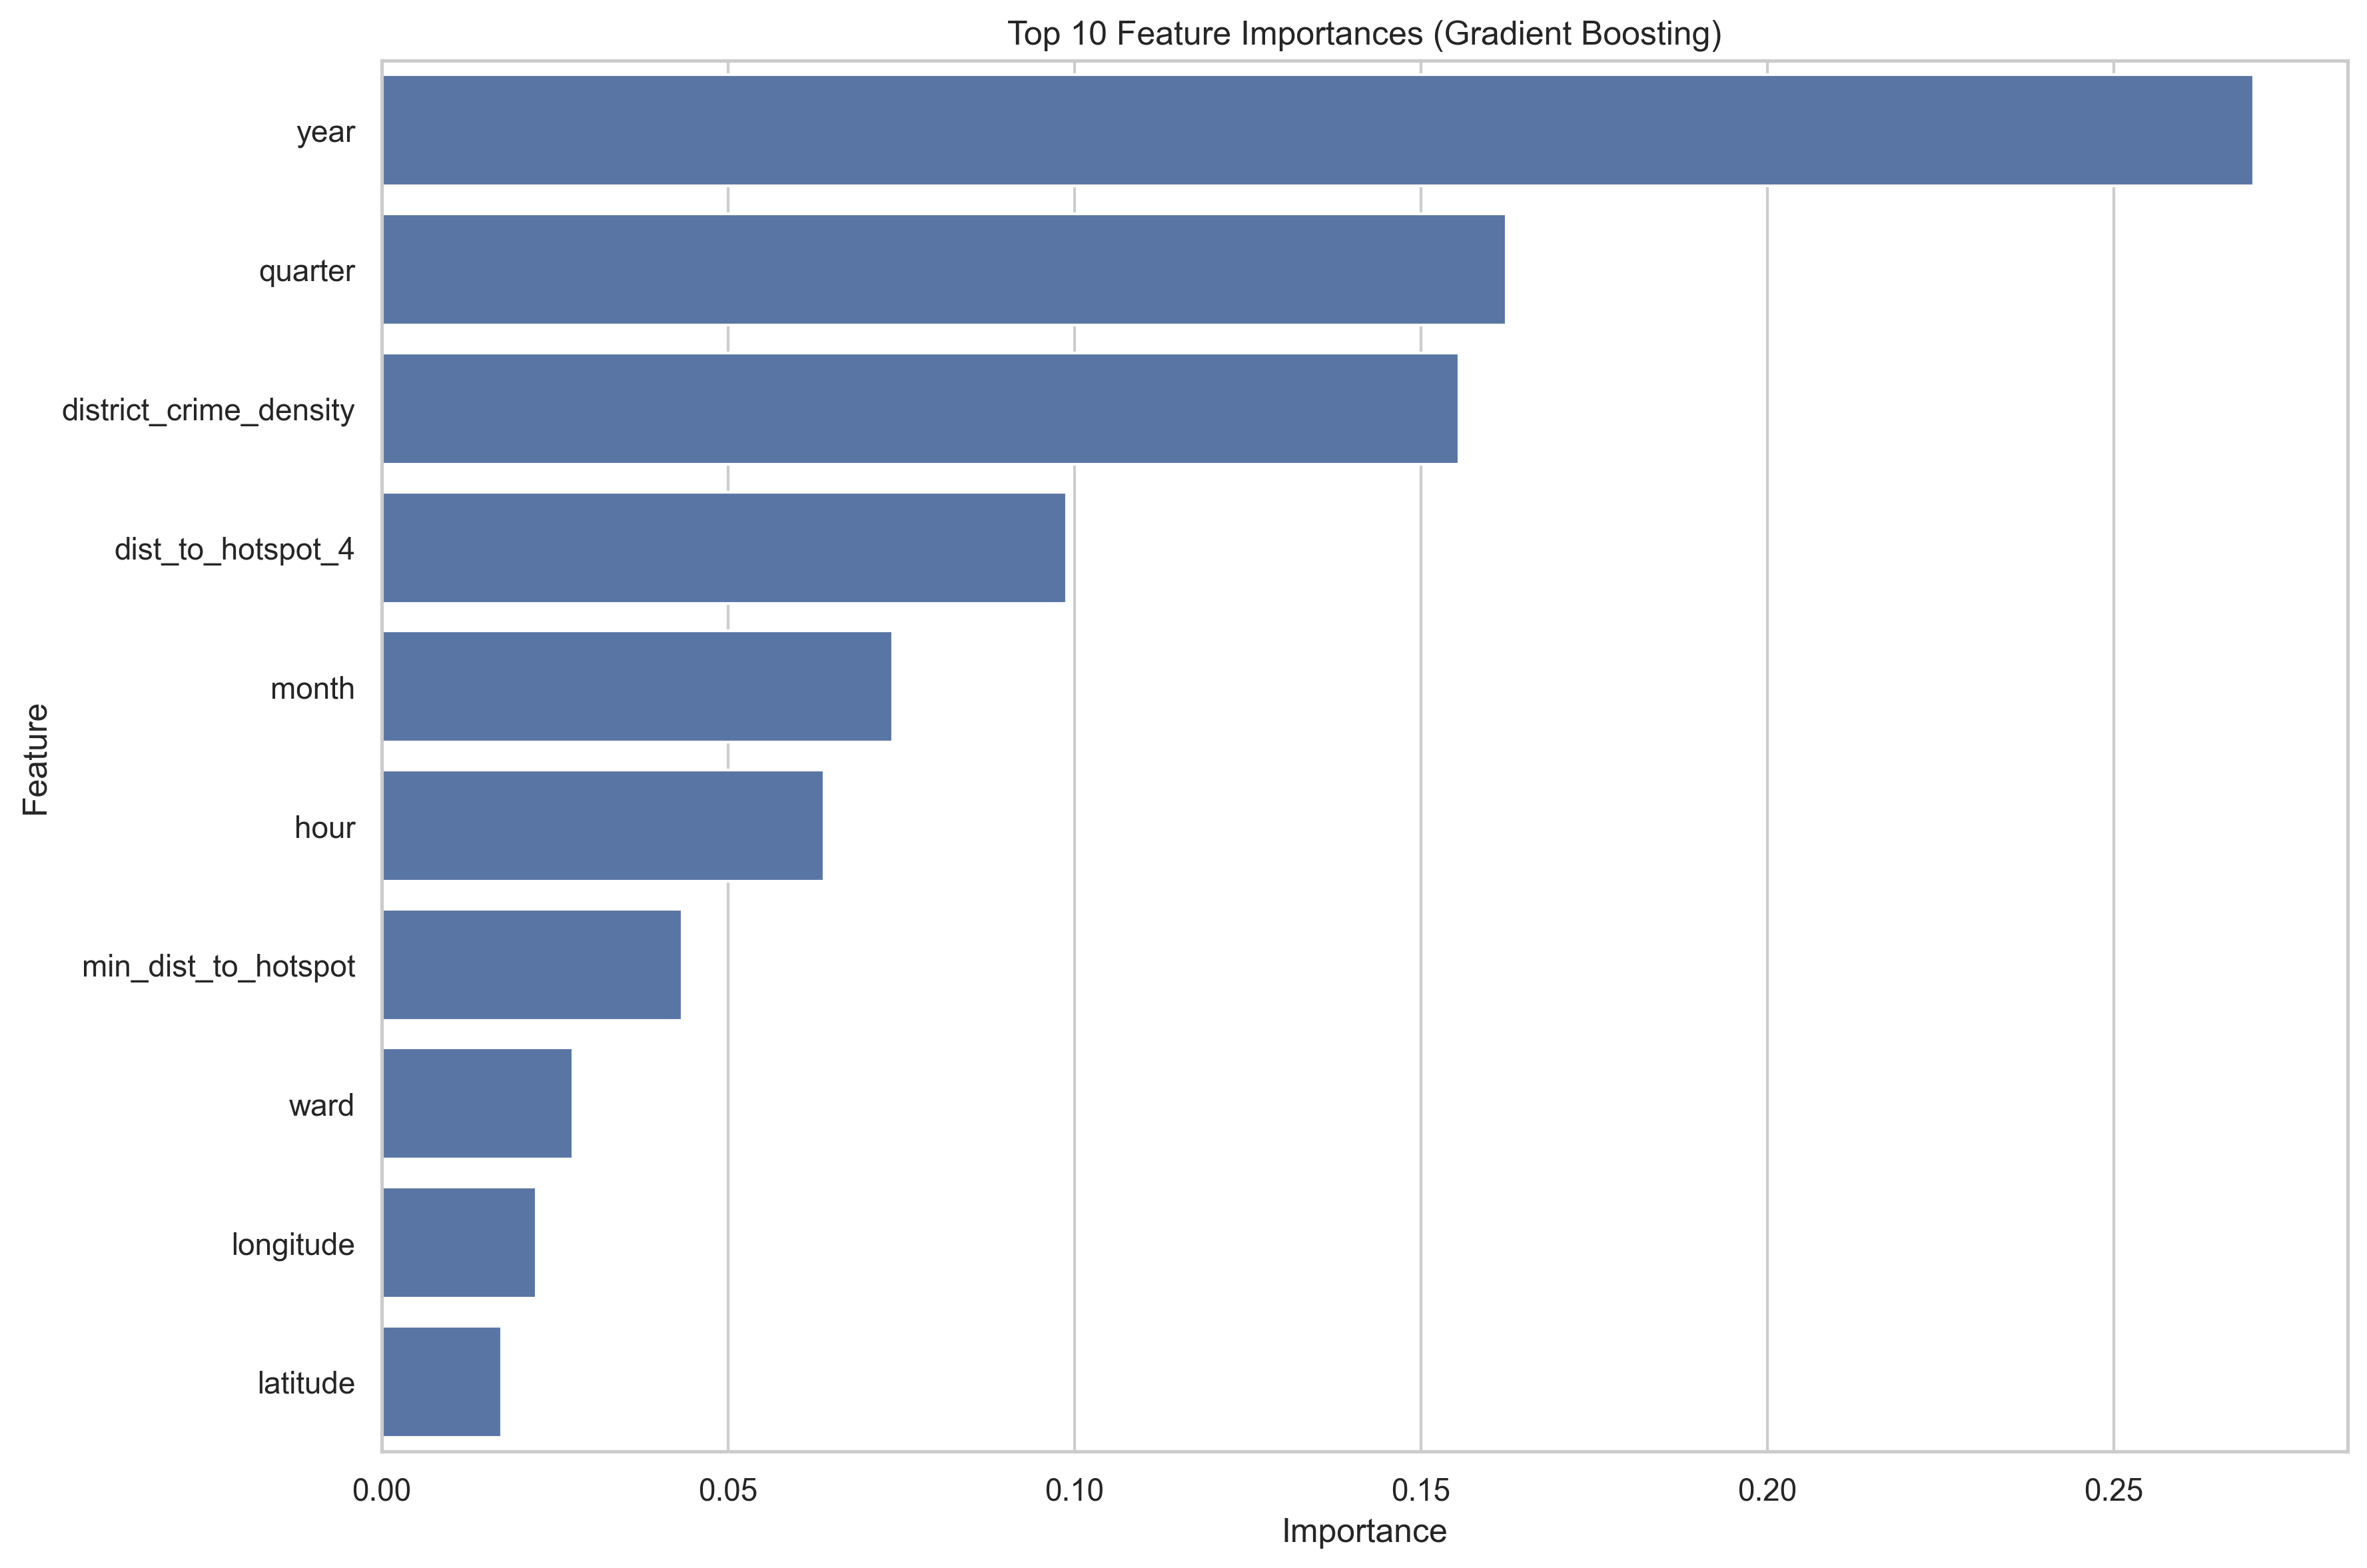 Top 10 Feature Importances (Gradient Boosting)
year
quarter
district_crime_density
dist_to_hotspot_4
month
hour
min_dist_to_hotspot
ward
longitude
latitude
Feature
0.00 0.05 0.10 0.15 0.20 0.25
Importance